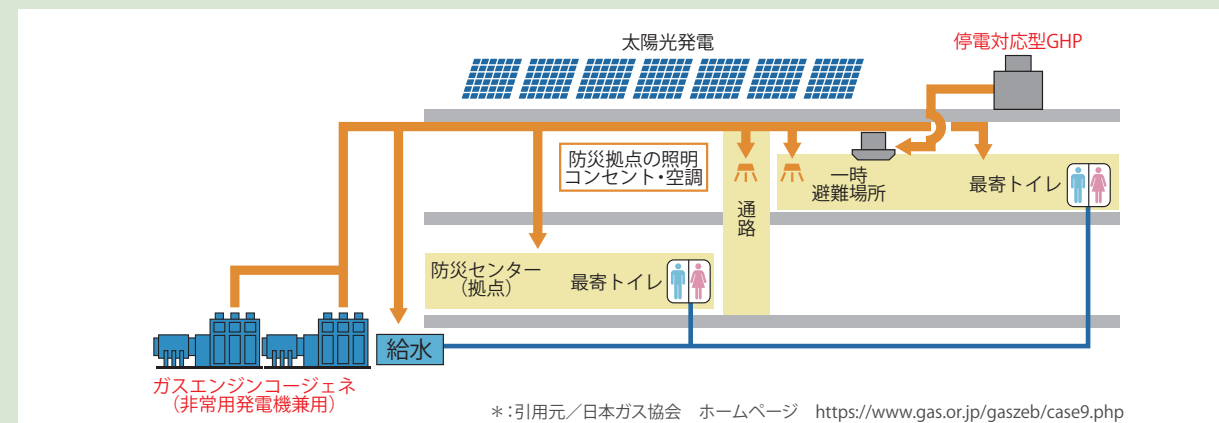 太陽光発電
停電対応型GHP
防災拠点の照明
コンセント・空調
一時
避難場所
最寄トイレ
通路
防災センター
（拠点）
最寄トイレ
給水
ガスエンジンコージェネ
（非常用発電機兼用）
＊：引用元／日本ガス協会　ホームページ　https://www.gas.or.jp/gaszeb/case9.php